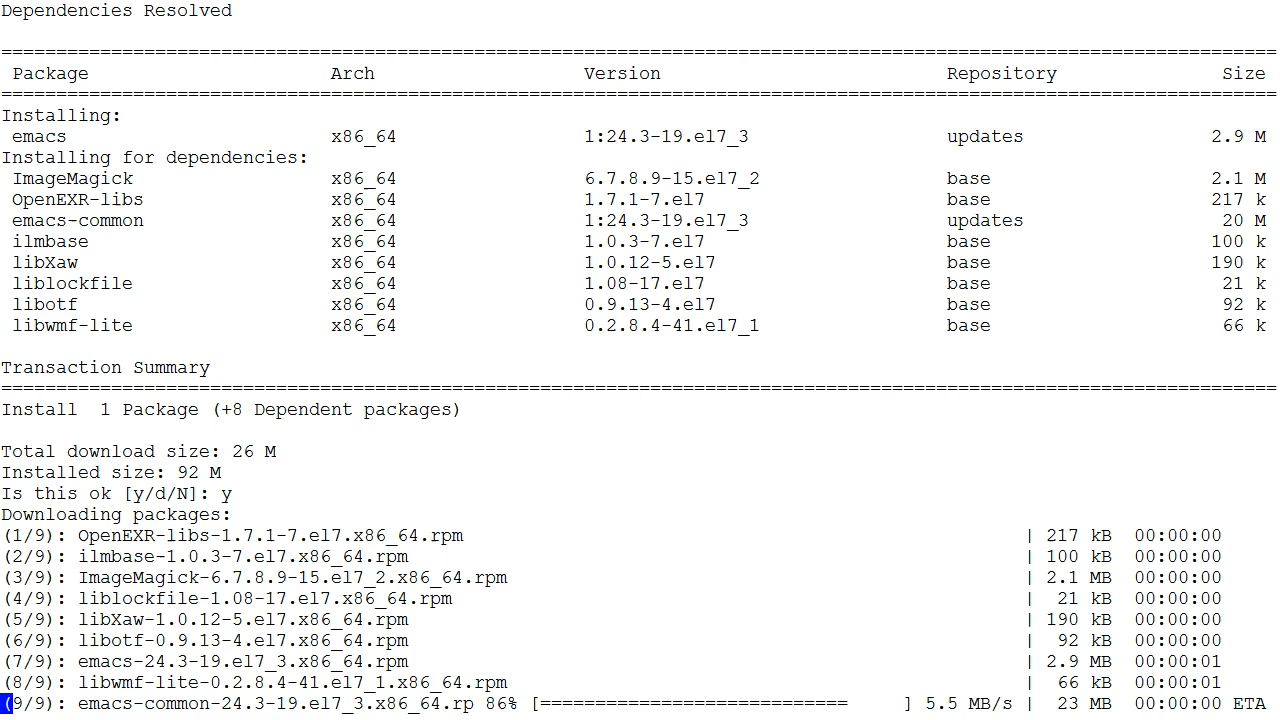 Dependencies Resolved
================================================================================
 Package                     Arch                   Version                          Repository               Size
================================================================================
Installing:
 emacs                       x86_64                 1:24.3-19.el7_3                  updates                 2.9 M
Installing for dependencies:
 ImageMagick                 x86_64                 6.7.8.9-15.el7_2                 base                    2.1 M
 OpenEXR-libs                x86_64                 1.7.1-7.el7                      base                    217 k
 emacs-common                x86_64                 1:24.3-19.el7_3                  updates                  20 M
 ilmbase                     x86_64                 1.0.3-7.el7                      base                    100 k
 libXaw                      x86_64                 1.0.12-5.el7                     base                    190 k
 liblockfile                 x86_64                 1.08-17.el7                      base                     21 k
 libotf                      x86_64                 0.9.13-4.el7                     base                     92 k
 libwmf-lite                 x86_64                 0.2.8.4-41.el7_1                 base                     66 k
Transaction Summary
================================================================================
Install  1 Package (+8 Dependent packages)
Total download size: 26 M
Installed size: 92 M
Is this ok [y/d/N]: y
Downloading packages:
(1/9): OpenEXR-libs-1.7.1-7.el7.x86_64.rpm | 217 kB  00:00:00
(2/9): ilmbase-1.0.3-7.el7.x86_64.rpm | 100 kB  00:00:00
(3/9): ImageMagick-6.7.8.9-15.el7_2.x86_64.rpm | 2.1 MB  00:00:00
(4/9): liblockfile-1.08-17.el7.x86_64.rpm |  21 kB  00:00:00
(5/9): libXaw-1.0.12-5.el7.x86_64.rpm | 190 kB  00:00:00
(6/9): libotf-0.9.13-4.el7.x86_64.rpm |  92 kB  00:00:00
(7/9): emacs-24.3-19.el7_3.x86_64.rpm | 2.9 MB  00:00:01
(8/9): libwmf-lite-0.2.8.4-41.el7_1.x86_64.rpm |  66 kB  00:00:01
(9/9): emacs-common-24.3-19.el7_3.x86_64.rp 86% [============================     ] 5.5 MB/s |  23 MB  00:00:00 ETA